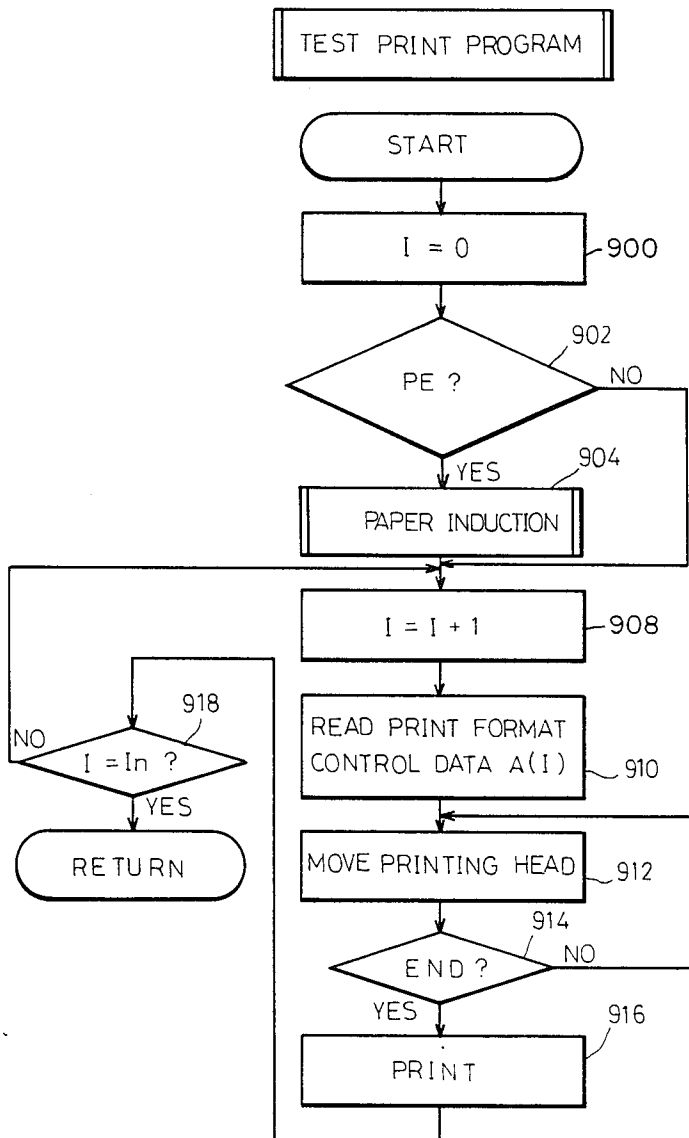 TEST PRINT PROGRAM
START
I = 0
900
PE ?
902
NO
YES
904
PAPER INDUCTION
I = I + 1
908
READ PRINT FORMAT
CONTROL DATA A(I)
910
MOVE PRINTING HEAD
912
END ?
914
NO
YES
PRINT
916
I = In ?
918
NO
YES
RETURN